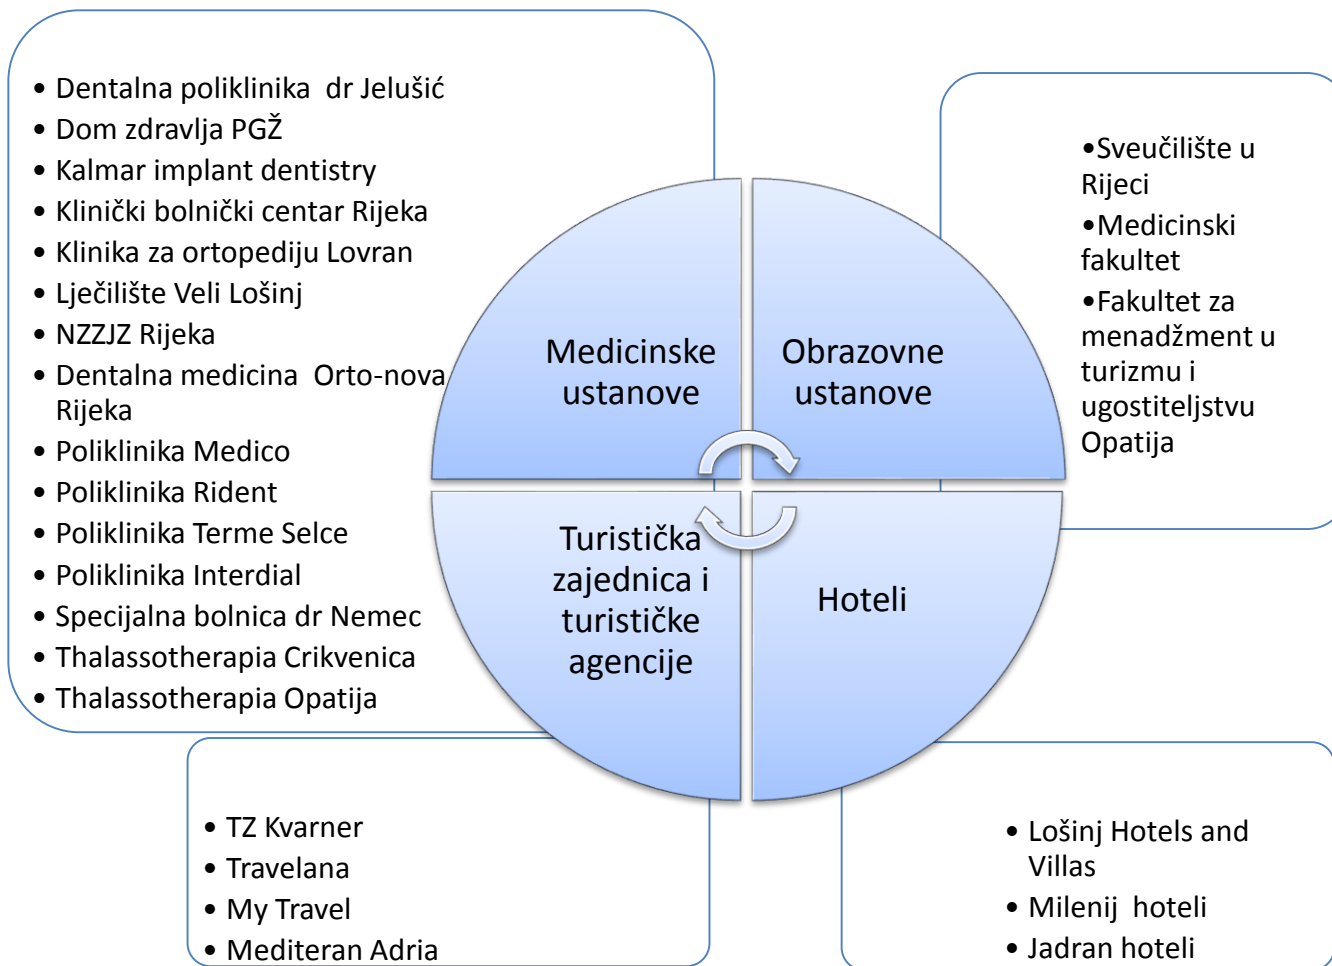 • Dentalna poliklinika dr Jelušić
• Dom zdravlja PGŽ
• Kalmar implant dentistry
• Klinički bolnički centar Rijeka
• Klinika za ortopediju Lovran
• Lječilište Veli Lošinj
• NZZJZ Rijeka
• Dentalna medicina Orto-nova
Rijeka
• Poliklinika Medico
• Poliklinika Rident
• Poliklinika Terme Selce
• Poliklinika Interdial
• Specijalna bolnica dr Nemec
• Thalassotherapia Crikvenica
• Thalassotherapia Opatija
•Sveučilište u
Rijeci
•Medicinski
fakultet
•Fakultet za
menadžment u
turizmu i
ugostiteljstvu
Opatija
Medicinske
ustanove
Obrazovne
ustanove
Turistička
zajednica i
turističke
agencije
Hoteli
• TZ Kvarner
• Travelana
• My Travel
• Mediteran Adria
• Lošinj Hotels and
Villas
• Milenij hoteli
• Jadran hoteli